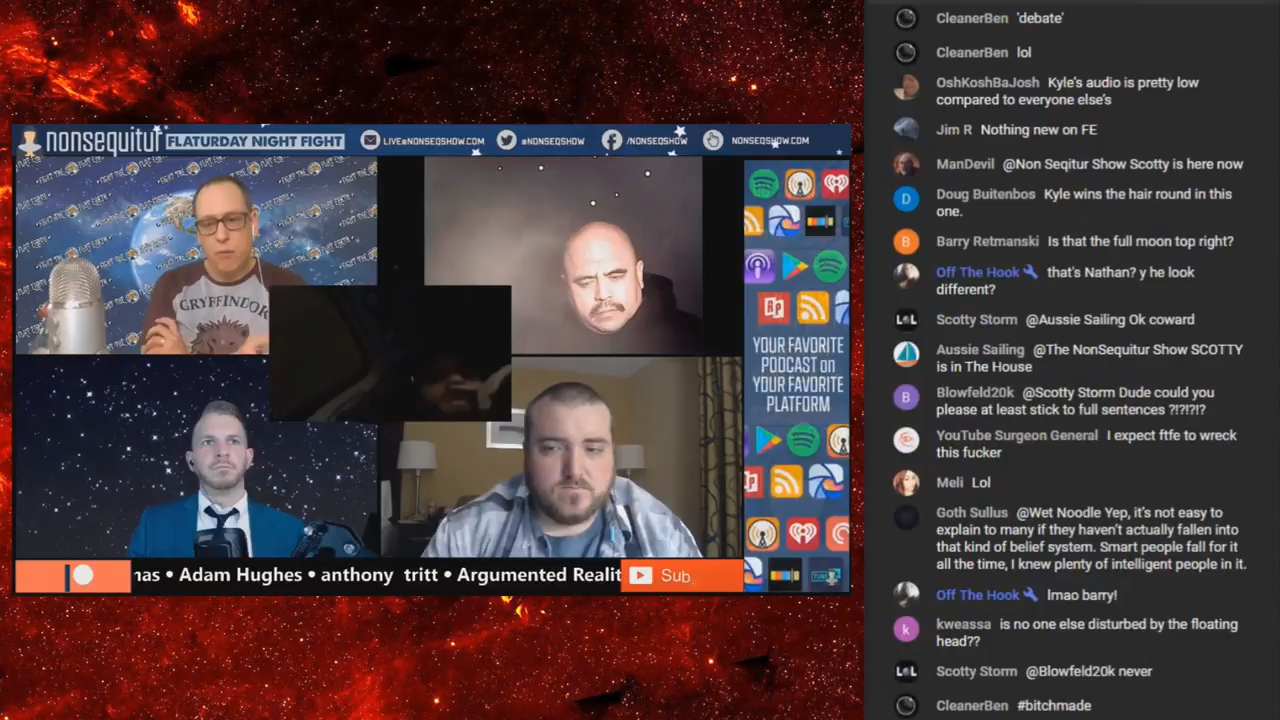 nonsequitur
FLATURDAY NIGHT FIGHT
LIVE@NONSEQSHOW.COM
@NONSEQSHOW
/NONSEQSHOW
NONSEQSHOW.COM
GRYFFINDOR
YOUR FAVORITE
PODCAST on
YOUR FAVORITE
PLATFORM
nas • Adam Hughes • anthony tritt • Argumented Realit
Sub
CleanerBen 'debate'
CleanerBen lol
OshKoshBaJosh Kyle's audio is pretty low
compared to everyone else's
Jim R Nothing new on FE
ManDevil @Non Seqitur Show Scotty is here now
D
Doug Buitenbos Kyle wins the hair round in this
one.
B
Barry Retmanski Is that the full moon top right?
Off The Hook that's Nathan? y he look
different?
Scotty Storm @Aussie Sailing Ok coward
Aussie Sailing @The NonSequitur Show SCOTTY
is in The House
B
Blowfeld20k @Scotty Storm Dude could you
please at least stick to full sentences ?!?!?!?
YouTube Surgeon General I expect ftfe to wreck
this fucker
Meli Lol
Goth Sullus @Wet Noodle Yep, it's not easy to
explain to many if they haven't actually fallen into
that kind of belief system. Smart people fall for it
all the time, I knew plenty of intelligent people in it.
Off The Hook lmao barry!
k
kweassa is no one else disturbed by the floating
head??
Scotty Storm @Blowfeld20k never
CleanerBen #bitchmade